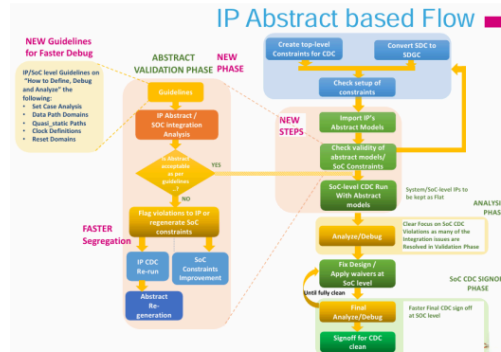 IP Abstract based Flow
NEW Guidelines
for Faster Debug
IP/SoC level Guidelines on
"How to Define, Debug
and Analyze" the
following:
• Set Case Analysis
• Data Path Domains
• Quasi_static Paths
• Clock Definitions
• Reset Domains
ABSTRACT
VALIDATION PHASE
NEW
PHASE
Guidelines
IP Abstract /
SOC Integration
Analysis
Is Abstract
acceptable
as per
guidelines
..?
YES
NO
Flag violations to IP or
regenerate SoC
constraints
FASTER
Segregation
IP CDC
Re-run
SoC
Constraints
Improvement
Abstract
Re-
generation
Create top-level
Constraints for CDC
Convert SDC to
SDGC
Check setup of
constraints
NEW
STEPS
Import IP's
Abstract Models
Check validity of
abstract models/
SoC Constraints
SoC-level CDC Run
With Abstract
models
System/SoC-level IPs to
be kept as Flat
ANALYSI
PHASE
Analyze/Debug
Clear Focus on SoC CDC
Violations as many of the
Integration issues are
Resolved in Validation Phase
Fix Design /
Apply waivers at
SoC level
SoC CDC SIGNOF
PHASE
Until fully clean
Final
Analyze/Debug
Faster Final CDC sign off
at SOC level
Signoff for CDC
clean